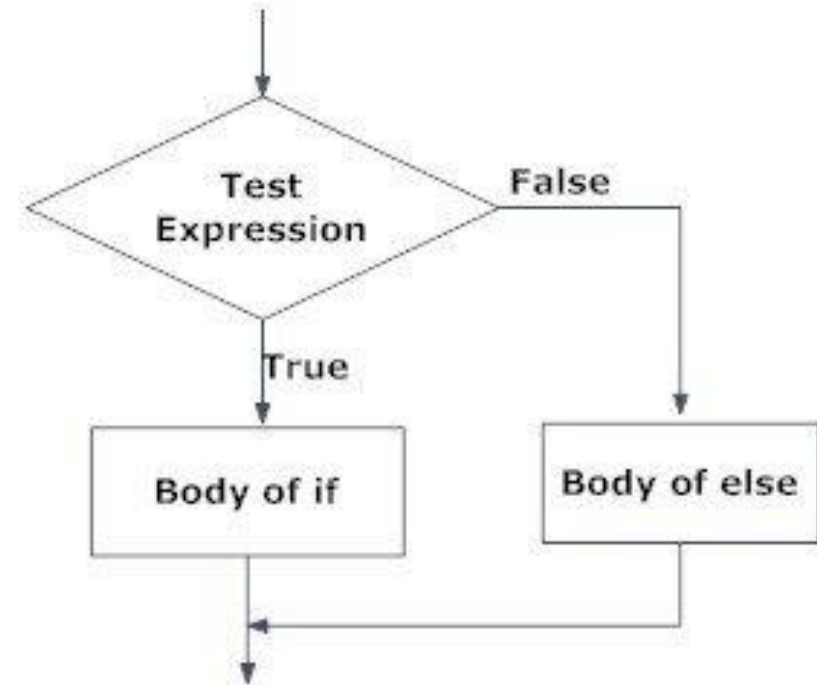 Test
Expression
False
True
Body of if
Body of else